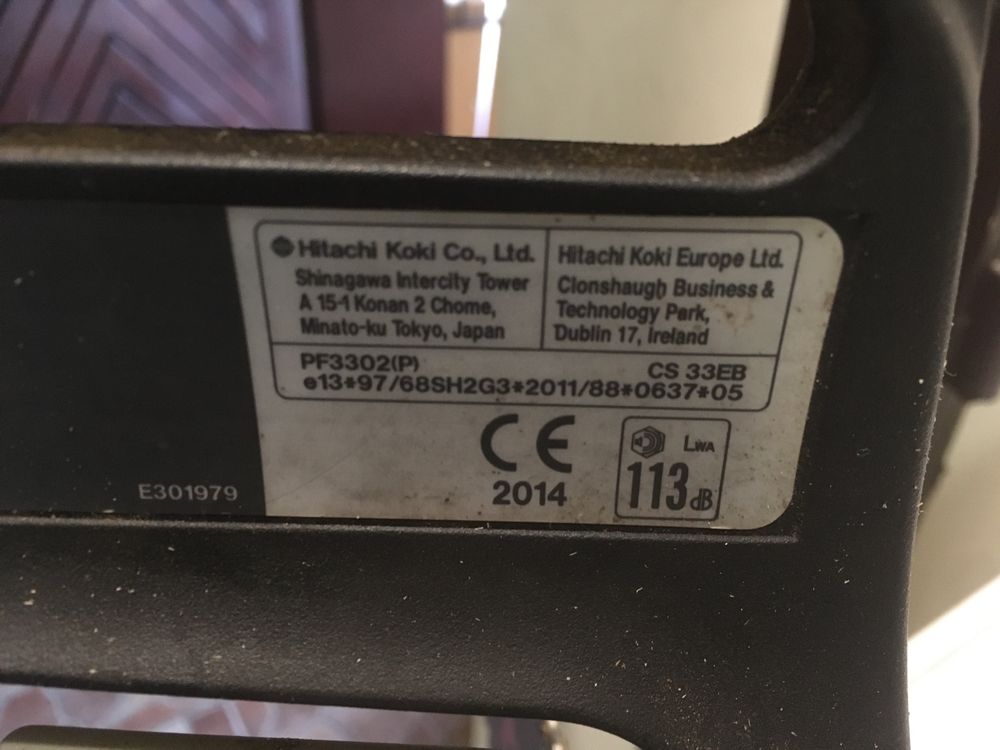 Hitachi Koki Co., Ltd.
Shinagawa Intercity Tower
A 15-1 Konan 2 Chome,
Minato-ku Tokyo, Japan
Hitachi Koki Europe Ltd.
Clonshaugh Business &
Technology Park,
Dublin 17, Ireland
PF3302(P) CS 33EB
e13*97/68SH2G3*2011/88*0637*05
CE
2014
LWA
113 dB
E301979